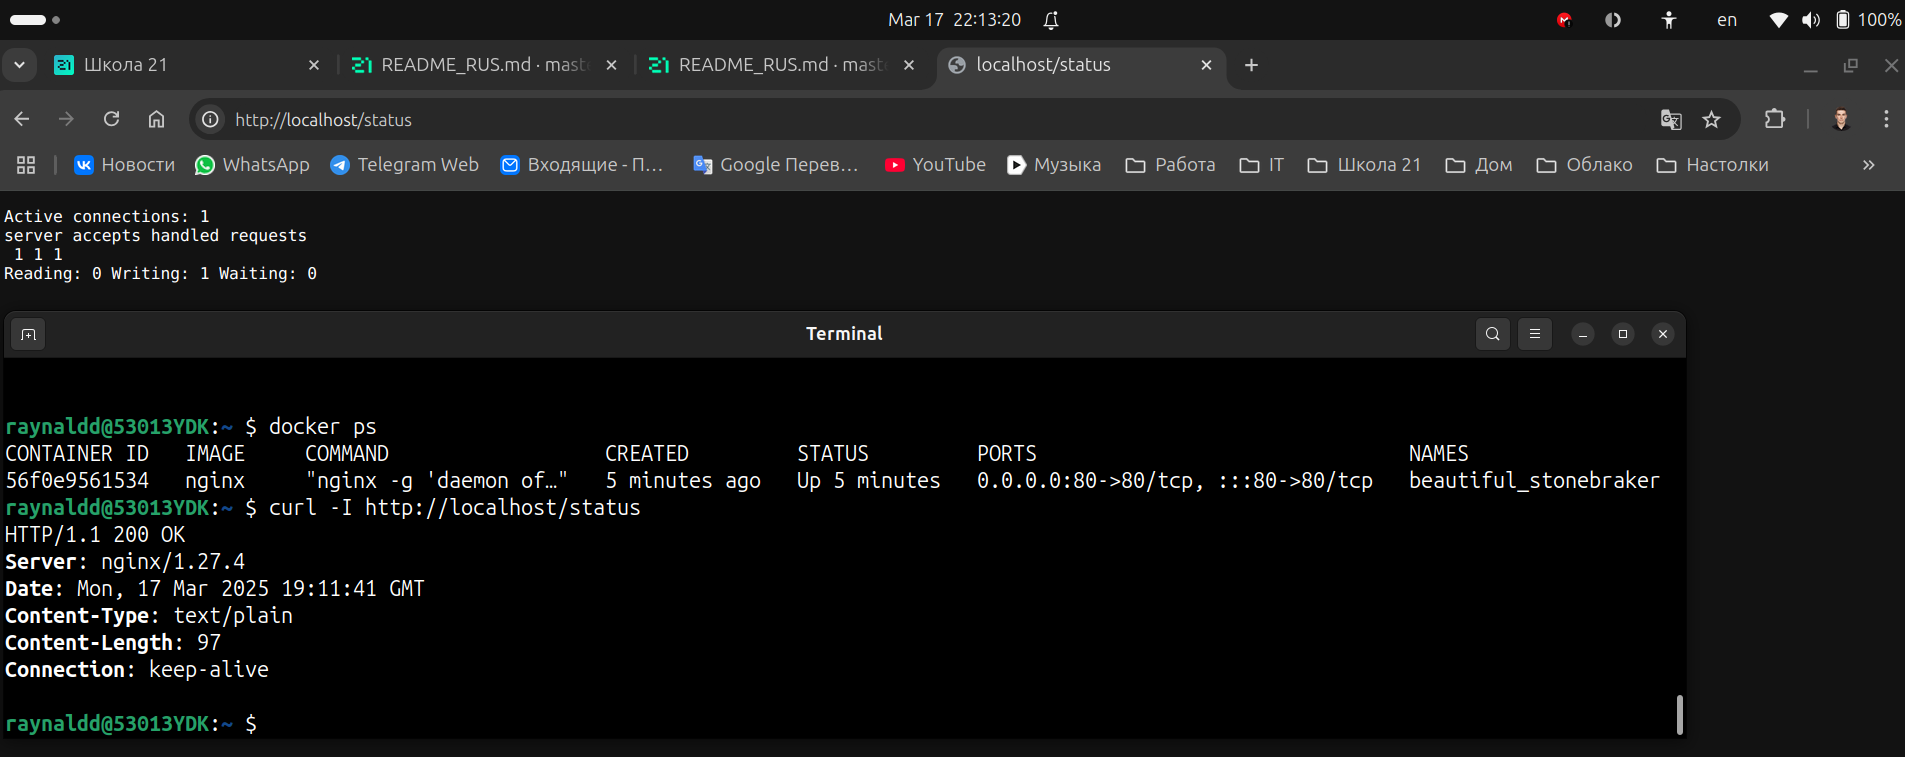 Mar 17 22:13:20
en
100%
Школа 21
README_RUS.md · maste
README_RUS.md · maste
localhost/status
http://localhost/status
Новости
WhatsApp
Telegram Web
Входящие - П...
Google Перев...
YouTube
Музыка
Работа
IT
Школа 21
Дом
Облако
Настолки
Active connections: 1
server accepts handled requests
1 1 1
Reading: 0 Writing: 1 Waiting: 0
Terminal
raynaldd@53013YDK:~ $ docker ps
CONTAINER ID IMAGE COMMAND CREATED STATUS PORTS NAMES
56f0e9561534 nginx "nginx -g 'daemon of…" 5 minutes ago Up 5 minutes 0.0.0.0:80->80/tcp, :::80->80/tcp beautiful_stonebraker
raynaldd@53013YDK:~ $ curl -I http://localhost/status
HTTP/1.1 200 OK
Server: nginx/1.27.4
Date: Mon, 17 Mar 2025 19:11:41 GMT
Content-Type: text/plain
Content-Length: 97
Connection: keep-alive
raynaldd@53013YDK:~ $